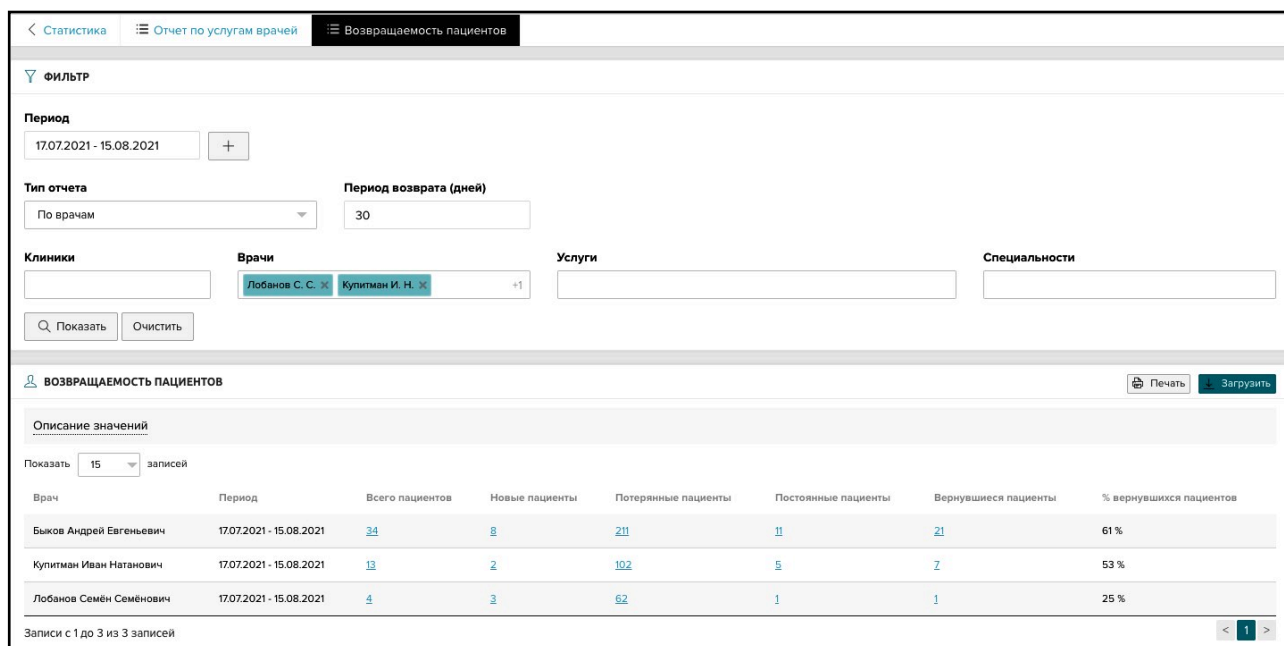 Статистика Отчет по услугам врачей Возвращаемость пациентов
ФИЛЬТР
Период
17.07.2021 - 15.08.2021 +
Тип отчета Период возврата (дней)
По врачам 30
Клиники Врачи Услуги Специальности
Лобанов С. С. × Купитман И. Н. × +1
Показать Очистить
ВОЗВРАЩАЕМОСТЬ ПАЦИЕНТОВ Печать Загрузить
Описание значений
Показать 15 записей
Врач Период Всего пациентов Новые пациенты Потерянные пациенты Постоянные пациенты Вернувшиеся пациенты % вернувшихся пациентов
Быков Андрей Евгеньевич 17.07.2021 - 15.08.2021 34 8 211 11 21 61 %
Купитман Иван Натанович 17.07.2021 - 15.08.2021 13 2 102 5 7 53 %
Лобанов Семён Семёнович 17.07.2021 - 15.08.2021 4 3 62 1 1 25 %
Записи с 1 до 3 из 3 записей < 1 >